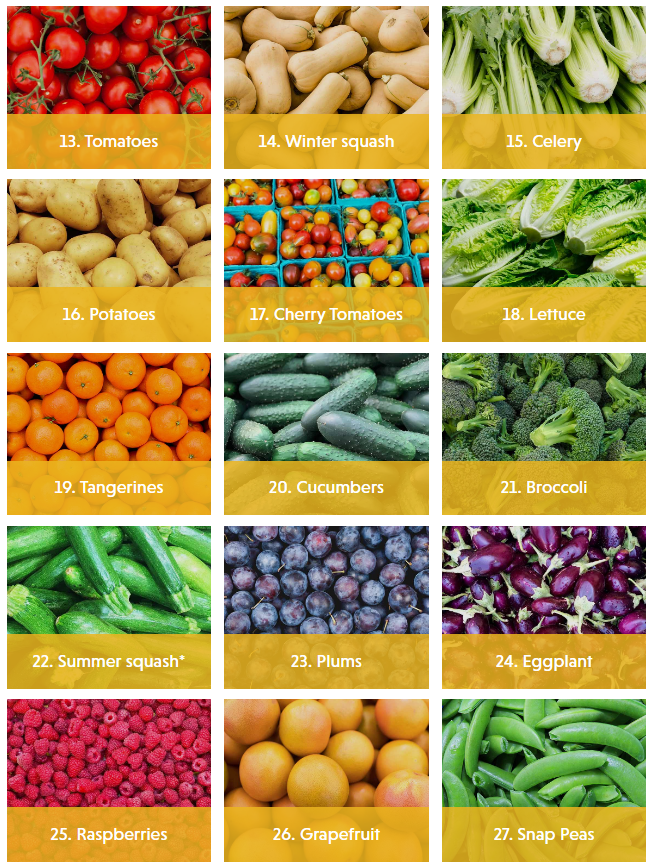 13. Tomatoes
14. Winter squash
15. Celery
16. Potatoes
17. Cherry Tomatoes
18. Lettuce
19. Tangerines
20. Cucumbers
21. Broccoli
22. Summer squash*
23. Plums
24. Eggplant
25. Raspberries
26. Grapefruit
27. Snap Peas